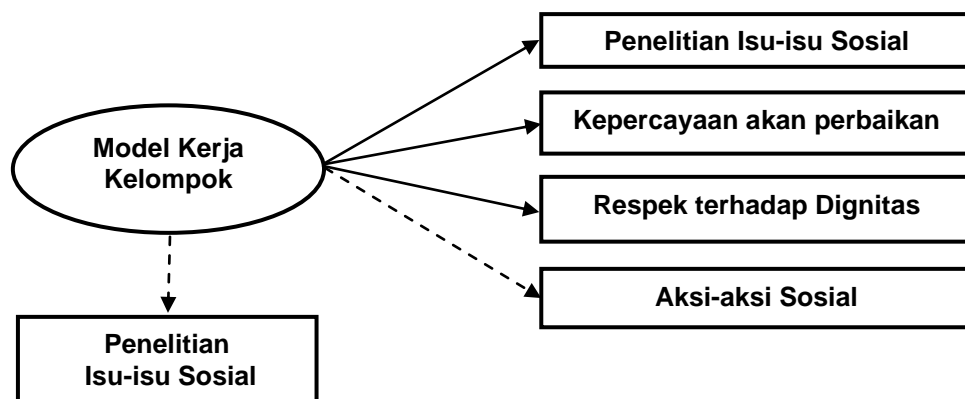 Penelitian Isu-isu Sosial
Kepercayaan akan perbaikan
Model Kerja
Kelompok
Respek terhadap Dignitas
Aksi-aksi Sosial
Penelitian
Isu-isu Sosial